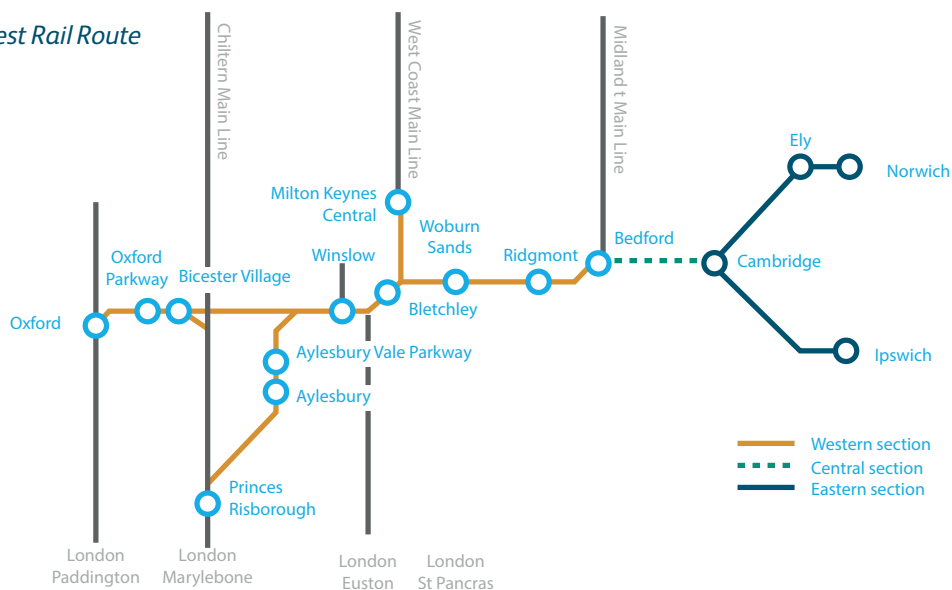 est Rail Route
Chiltern Main Line
West Coast Main Line
Midland t Main Line
Ely
Norwich
Milton Keynes
Central
Woburn
Sands
Bedford
Oxford
Parkway
Bicester Village
Winslow
Ridgmont
Cambridge
Oxford
Bletchley
Aylesbury Vale Parkway
Ipswich
Aylesbury
Western section
Central section
Eastern section
Princes
Risborough
London
Paddington
London
Marylebone
London
Euston
London
St Pancras